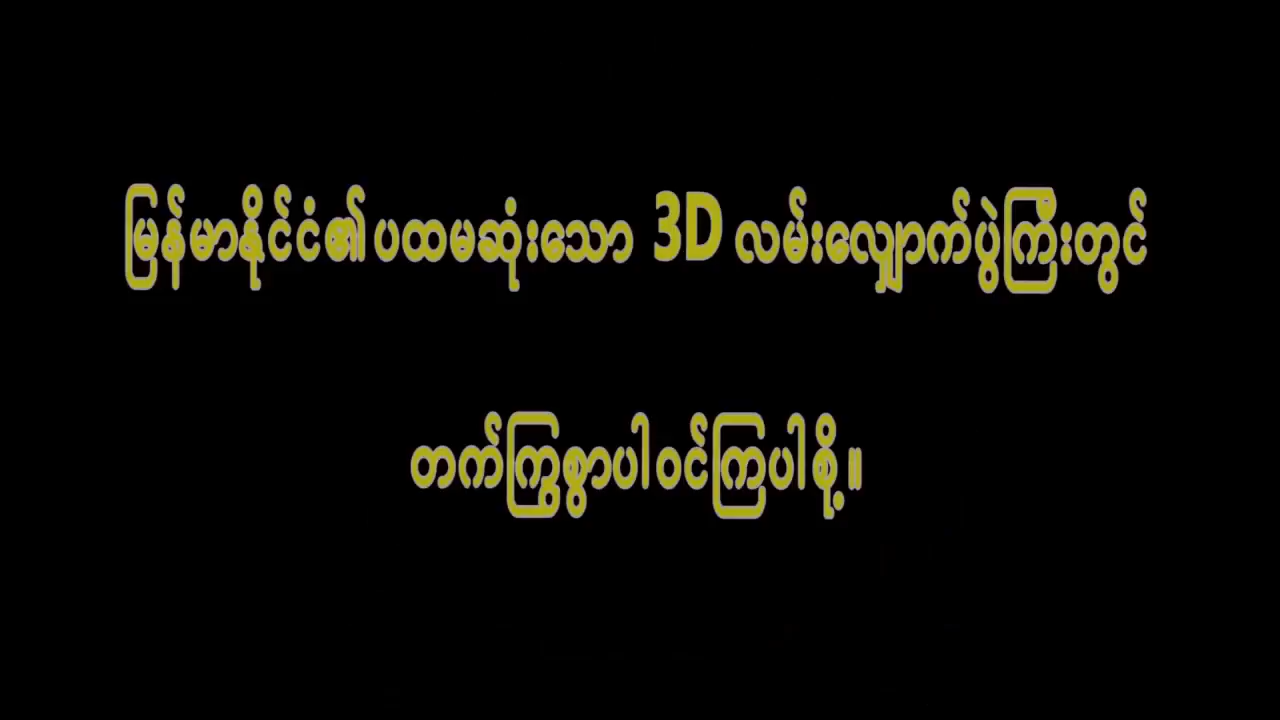 မြန်မာနိုင်ငံ၏ ပထမဆုံးသော 3D လမ်းလျှောက်ပွဲကြီးတွင်
တက်ကြွစွာပါဝင်ကြပါစို့။